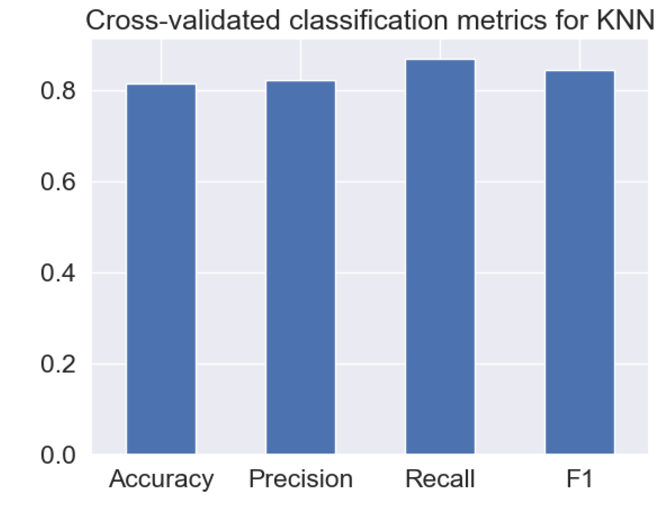 Cross-validated classification metrics for KNN
0.8
0.6
0.4
0.2
0.0
Accuracy Precision Recall F1